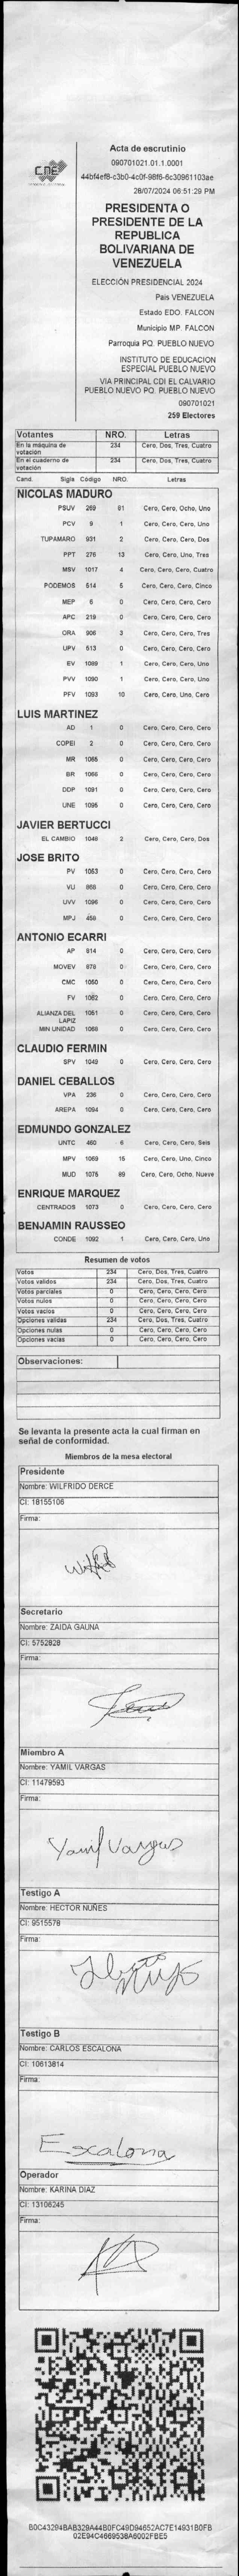 CNE
Acta de escrutinio
090701021.01.1.0001
44bf4ef8-c3b0-4c0f-98f6-6c30961103ae
28/07/2024 06:51:29 PM
PRESIDENTA O
PRESIDENTE DE LA
REPUBLICA
BOLIVARIANA DE
VENEZUELA
ELECCIÓN PRESIDENCIAL 2024
País VENEZUELA
Estado EDO. FALCON
Municipio MP. FALCON
Parroquia PQ. PUEBLO NUEVO
INSTITUTO DE EDUCACION
ESPECIAL PUEBLO NUEVO
VIA PRINCIPAL CDI EL CALVARIO
PUEBLO NUEVO PQ. PUEBLO NUEVO
090701021
259 Electores
Votantes NRO. Letras
En la máquina de votación 234 Cero, Dos, Tres, Cuatro
En el cuaderno de votación 234 Cero, Dos, Tres, Cuatro
Cand. Sigla Código NRO. Letras
NICOLAS MADURO
PSUV 269 81 Cero, Cero, Ocho, Uno
PCV 9 1 Cero, Cero, Cero, Uno
TUPAMARO 931 2 Cero, Cero, Cero, Dos
PPT 276 13 Cero, Cero, Uno, Tres
MSV 1017 4 Cero, Cero, Cero, Cuatro
PODEMOS 514 5 Cero, Cero, Cero, Cinco
MEP 6 0 Cero, Cero, Cero, Cero
APC 219 0 Cero, Cero, Cero, Cero
ORA 906 3 Cero, Cero, Cero, Tres
UPV 513 0 Cero, Cero, Cero, Cero
EV 1089 1 Cero, Cero, Cero, Uno
PVV 1090 1 Cero, Cero, Cero, Uno
PFV 1093 10 Cero, Cero, Uno, Cero
LUIS MARTINEZ
AD 1 0 Cero, Cero, Cero, Cero
COPEI 2 0 Cero, Cero, Cero, Cero
MR 1065 0 Cero, Cero, Cero, Cero
BR 1066 0 Cero, Cero, Cero, Cero
DDP 1091 0 Cero, Cero, Cero, Cero
UNE 1095 0 Cero, Cero, Cero, Cero
JAVIER BERTUCCI
EL CAMBIO 1048 2 Cero, Cero, Cero, Dos
JOSE BRITO
PV 1053 0 Cero, Cero, Cero, Cero
VU 868 0 Cero, Cero, Cero, Cero
UVV 1096 0 Cero, Cero, Cero, Cero
MPJ 459 0 Cero, Cero, Cero, Cero
ANTONIO ECARRI
AP 814 0 Cero, Cero, Cero, Cero
MOVEV 878 0 Cero, Cero, Cero, Cero
CMC 1050 0 Cero, Cero, Cero, Cero
FV 1062 0 Cero, Cero, Cero, Cero
ALIANZA DEL LAPIZ 1061 0 Cero, Cero, Cero, Cero
MIN UNIDAD 1068 0 Cero, Cero, Cero, Cero
CLAUDIO FERMIN
SPV 1049 0 Cero, Cero, Cero, Cero
DANIEL CEBALLOS
VPA 236 0 Cero, Cero, Cero, Cero
AREPA 1094 0 Cero, Cero, Cero, Cero
EDMUNDO GONZALEZ
UNTC 460 6 Cero, Cero, Cero, Seis
MPV 1069 15 Cero, Cero, Uno, Cinco
MUD 1075 89 Cero, Cero, Ocho, Nueve
ENRIQUE MARQUEZ
CENTRADOS 1073 0 Cero, Cero, Cero, Cero
BENJAMIN RAUSSEO
CONDE 1092 1 Cero, Cero, Cero, Uno
Resumen de votos
Votos 234 Cero, Dos, Tres, Cuatro
Votos validos 234 Cero, Dos, Tres, Cuatro
Votos parciales 0 Cero, Cero, Cero, Cero
Votos nulos 0 Cero, Cero, Cero, Cero
Votos vacios 0 Cero, Cero, Cero, Cero
Opciones validas 234 Cero, Dos, Tres, Cuatro
Opciones nulas 0 Cero, Cero, Cero, Cero
Opciones vacias 0 Cero, Cero, Cero, Cero
Observaciones:
Se levanta la presente acta la cual firman en
señal de conformidad.
Miembros de la mesa electoral
Presidente
Nombre: WILFRIDO DERCE
CI: 18155106
Firma:
Secretario
Nombre: ZAIDA GAUNA
CI: 5752828
Firma:
Miembro A
Nombre: YAMIL VARGAS
CI: 11479593
Firma:
Yamil Vargas
Testigo A
Nombre: HECTOR NUÑES
CI: 9515578
Firma:
Testigo B
Nombre: CARLOS ESCALONA
CI: 10613814
Firma:
Escalona
Operador
Nombre: KARINA DIAZ
CI: 13106245
Firma:
B0C43294BAB329A44B0FC49D94652AC7E14931B0FB
02E94C4669538A6002FBE5